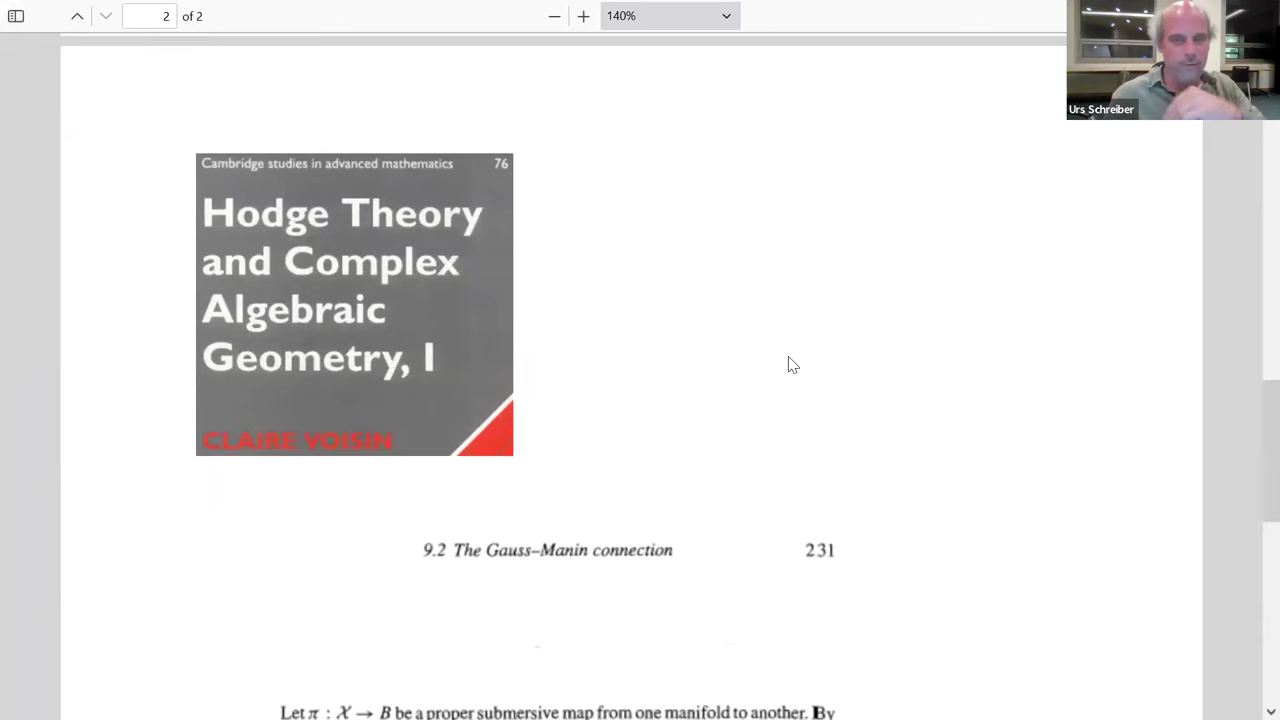 2 of 2
140%
Urs Schreiber
Cambridge studies in advanced mathematics 76
Hodge Theory
and Complex
Algebraic
Geometry, I
CLAIRE VOISIN
9.2 The Gauss–Manin connection 231
Let π : X → B be a proper submersive map from one manifold to another. By